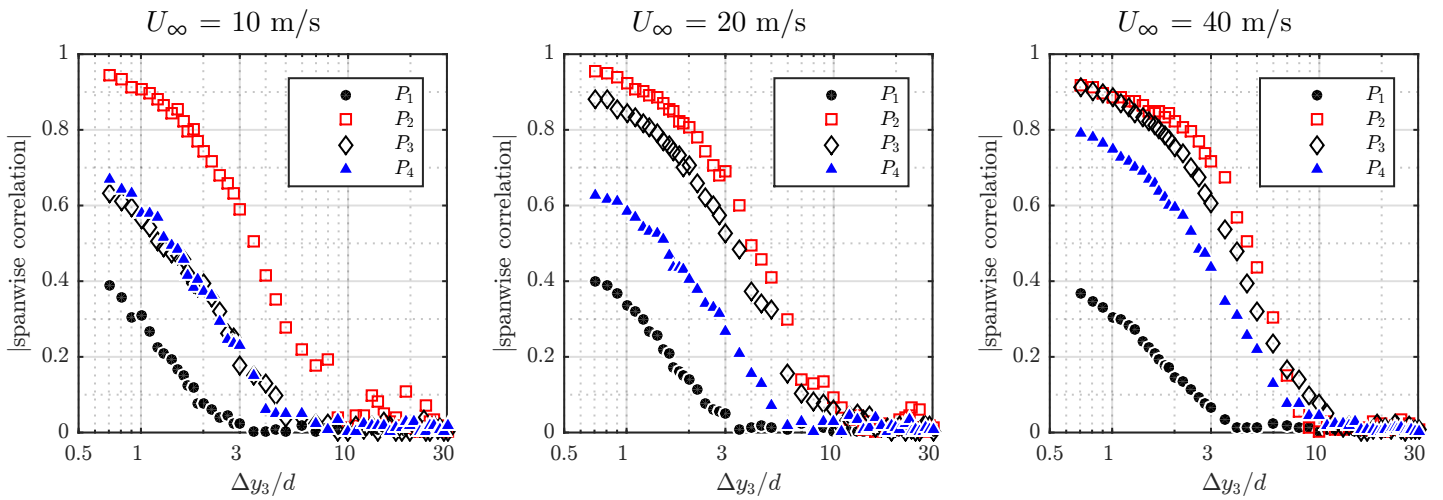 U∞ = 10 m/s
1
0.8
0.6
0.4
0.2
0
|spanwise correlation|
P1
P2
P3
P4
0.5 1 3 10 30
Δy3/d
U∞ = 20 m/s
1
0.8
0.6
0.4
0.2
0
|spanwise correlation|
P1
P2
P3
P4
0.5 1 3 10 30
Δy3/d
U∞ = 40 m/s
1
0.8
0.6
0.4
0.2
0
|spanwise correlation|
P1
P2
P3
P4
0.5 1 3 10 30
Δy3/d